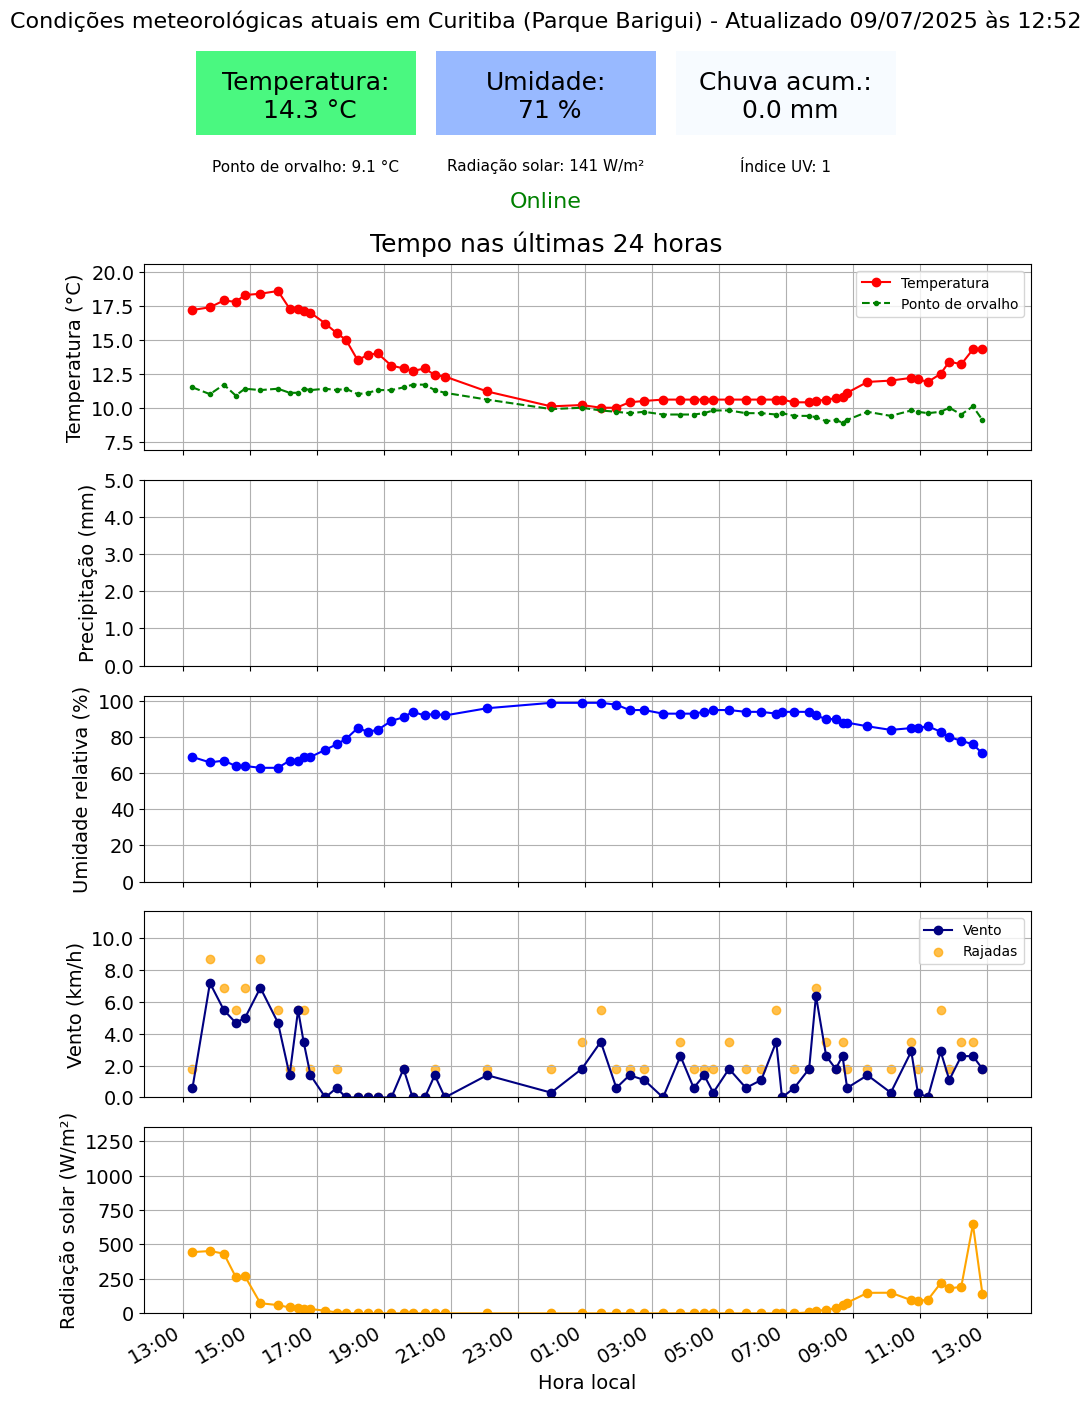 Condições meteorológicas atuais em Curitiba (Parque Barigui) - Atualizado 09/07/2025 às 12:52
Temperatura:
14.3 °C
Umidade:
71 %
Chuva acum.:
0.0 mm
Ponto de orvalho: 9.1 °C
Radiação solar: 141 W/m²
Índice UV: 1
Online
Tempo nas últimas 24 horas
Temperatura (°C)
20.0
17.5
15.0
12.5
10.0
7.5
Temperatura
Ponto de orvalho
Precipitação (mm)
5.0
4.0
3.0
2.0
1.0
0.0
Umidade relativa (%)
100
80
60
40
20
0
Vento (km/h)
10.0
8.0
6.0
4.0
2.0
0.0
Vento
Rajadas
Radiação solar (W/m²)
1250
1000
750
500
250
0
13:00
15:00
17:00
19:00
21:00
23:00
01:00
03:00
05:00
07:00
09:00
11:00
13:00
Hora local